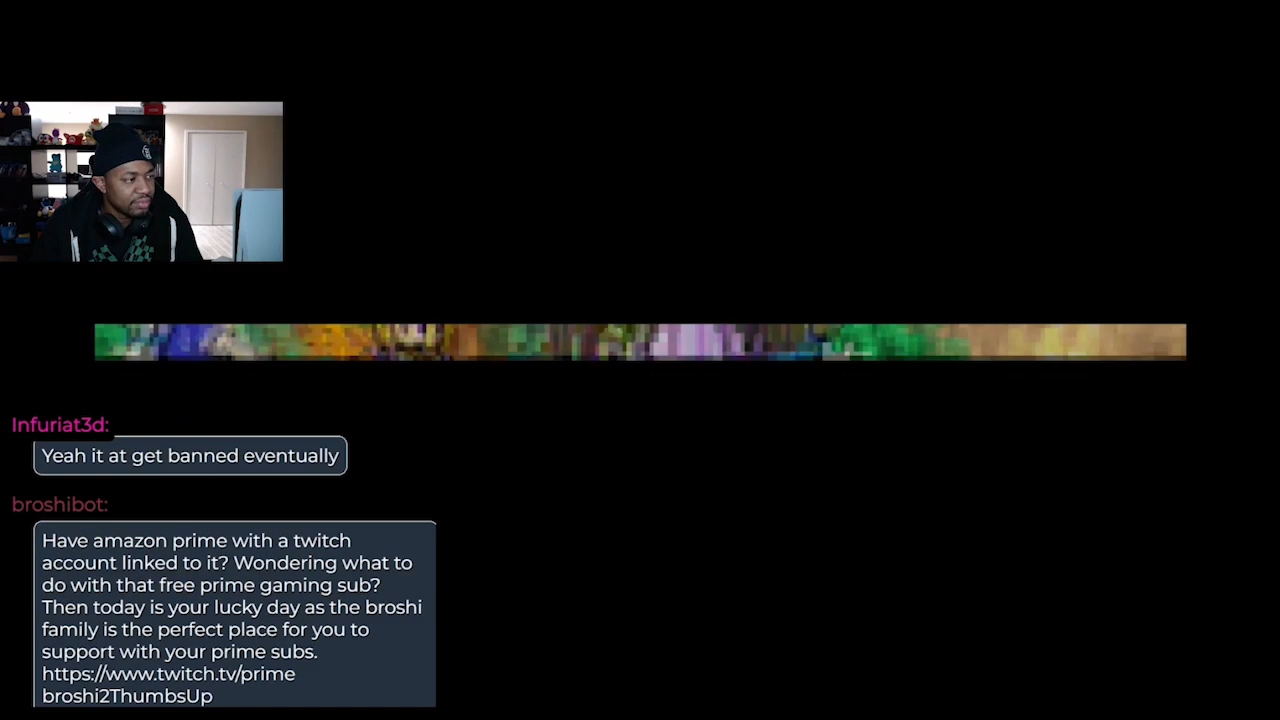 Infuriat3d:
Yeah it at get banned eventually
broshibot:
Have amazon prime with a twitch
account linked to it? Wondering what to
do with that free prime gaming sub?
Then today is your lucky day as the broshi
family is the perfect place for you to
support with your prime subs.
https://www.twitch.tv/prime
broshi2ThumbsUp